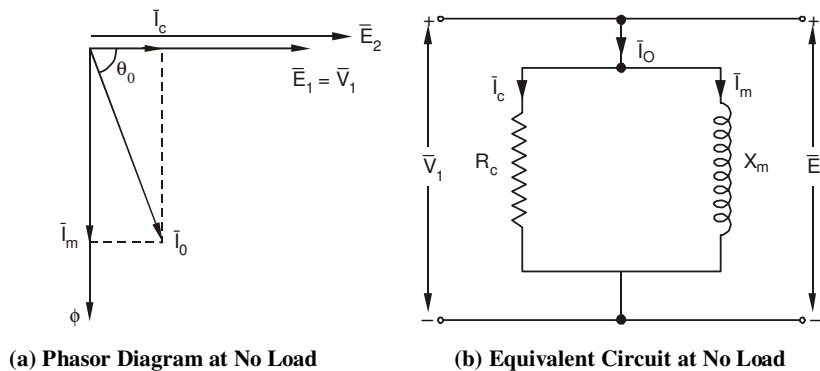 Ī_c
Ē_2
θ_0
Ē_1 = V̄_1
Ī_m
Ī_0
ϕ
(a) Phasor Diagram at No Load
+
+
Ī_O
Ī_c
Ī_m
V̄_1
R_c
X_m
Ē
−
−
(b) Equivalent Circuit at No Load